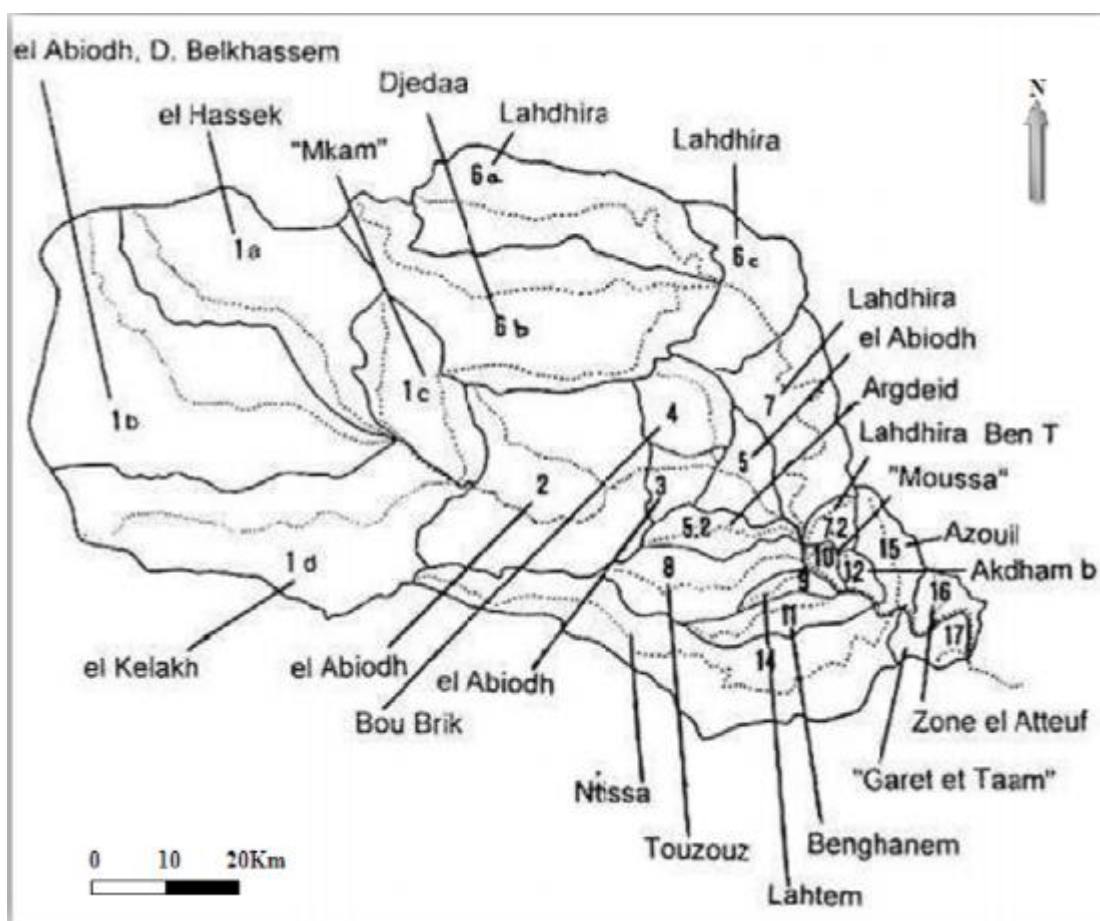 el Abiodh, D. Belkhassem
Djedaa
N
el Hassek
Lahdhira
"Mkam"
Lahdhira
6a
1a
6c
Lahdhira
el Abiodh
6b
1c
7
Argdeid
1b
4
Lahdhira Ben T
5
"Moussa"
2
3
5.2
7.2
15
Azouil
10
1d
8
9
12
Akdham b
16
11
17
14
el Kelakh
el Abiodh
el Abiodh
Bou Brik
Zone el Atteuf
Ntissa
"Garet et Taam"
Touzouz
Benghanem
0 10 20Km
Lahtem